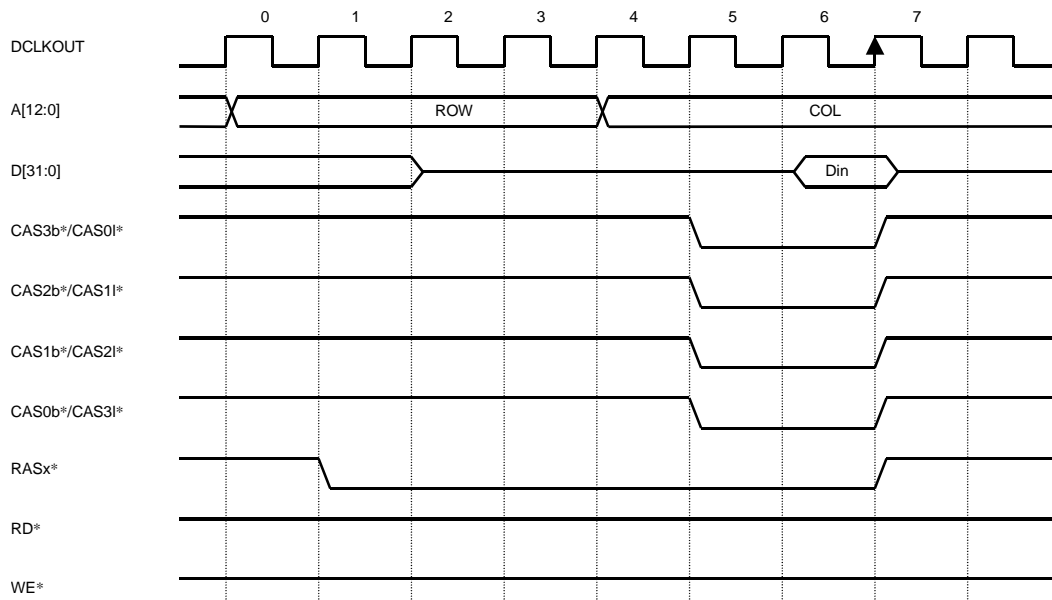 0 1 2 3 4 5 6 7
DCLKOUT
A[12:0] ROW COL
D[31:0] Din
CAS3b*/CAS0l*
CAS2b*/CAS1l*
CAS1b*/CAS2l*
CAS0b*/CAS3l*
RASx*
RD*
WE*